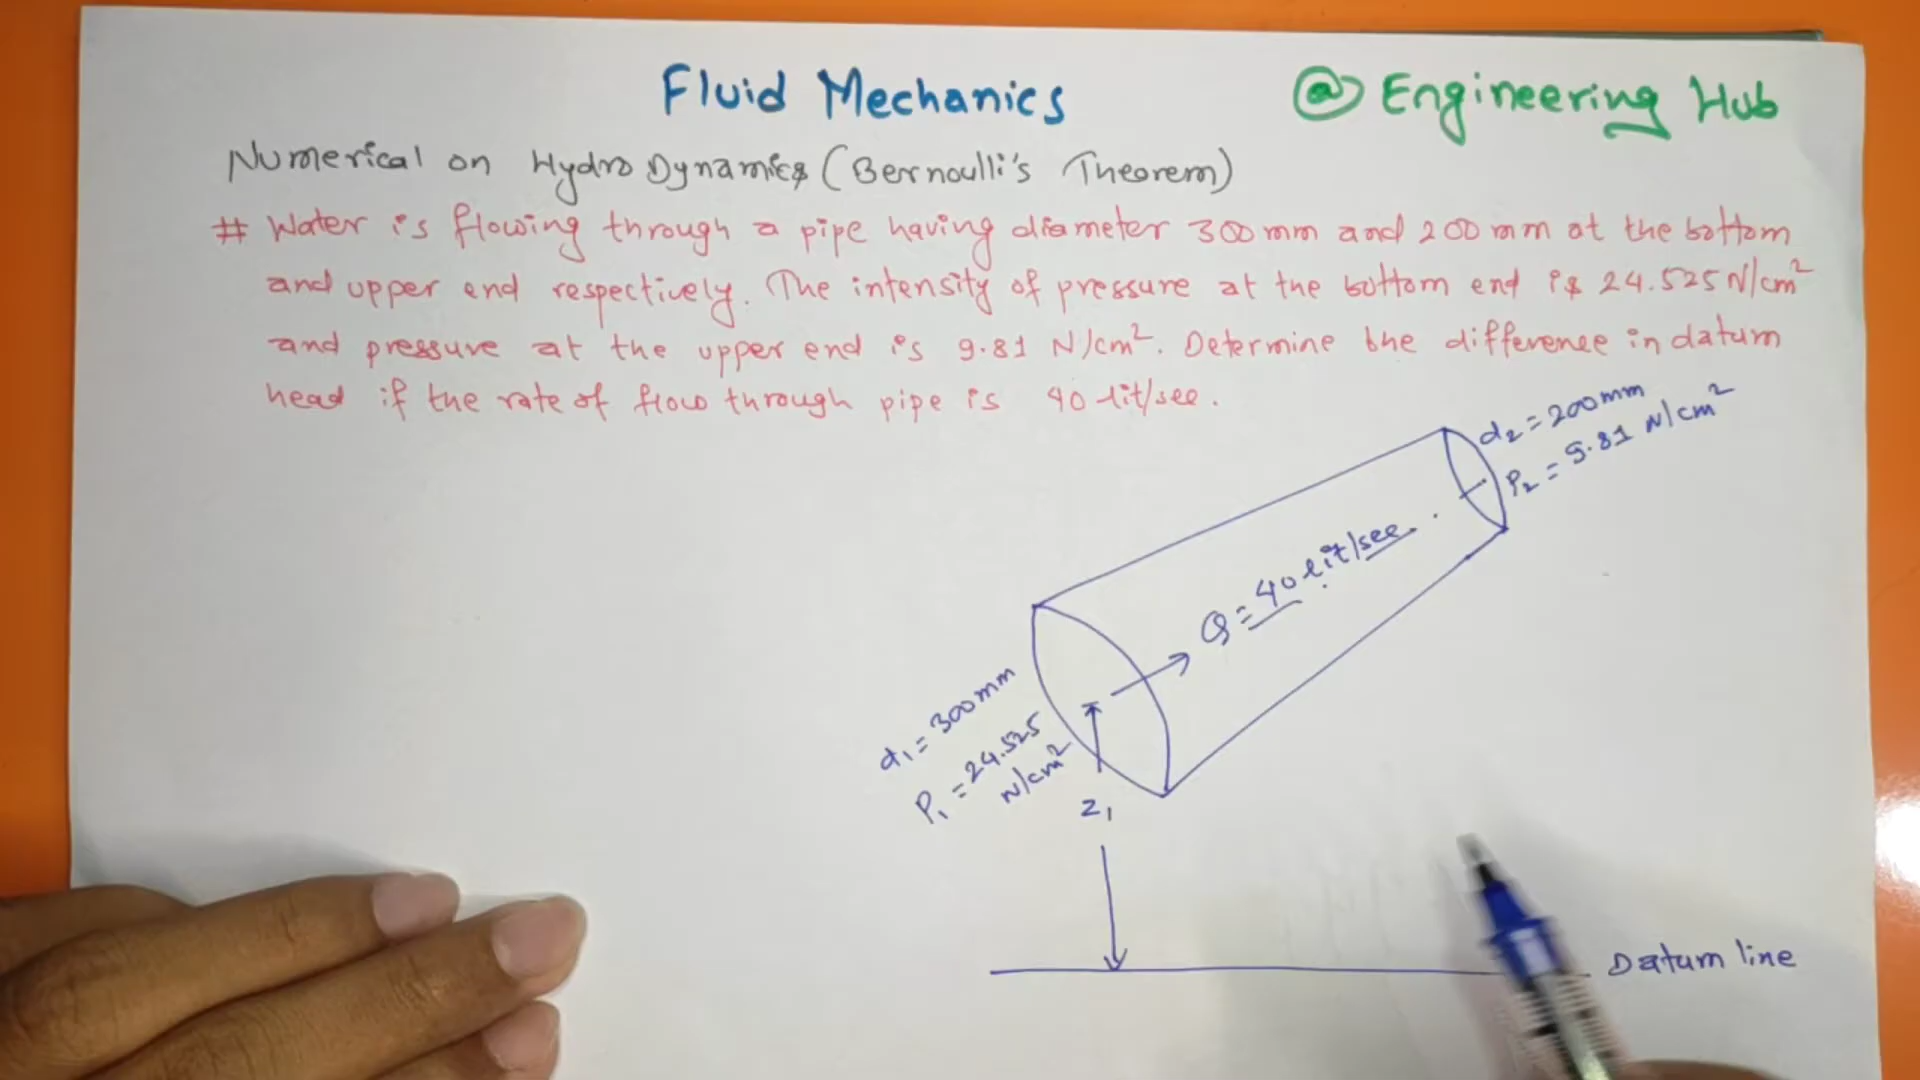 Fluid Mechanics
@ Engineering Hub
Numerical on Hydro Dynamics (Bernoulli's Theorem)
# Water is flowing through a pipe having diameter 300 mm and 200 mm at the bottom
and upper end respectively. The intensity of pressure at the bottom end is 24.525 N/cm²
and pressure at the upper end is 9.81 N/cm². Determine the difference in datum
head if the rate of flow through pipe is 40 lit/sec.
d₂ = 200mm
P₂ = 9.81 N/cm²
Q = 40 lit/sec.
d₁ = 300mm
P₁ = 24.525
N/cm²
z₁
Datum line